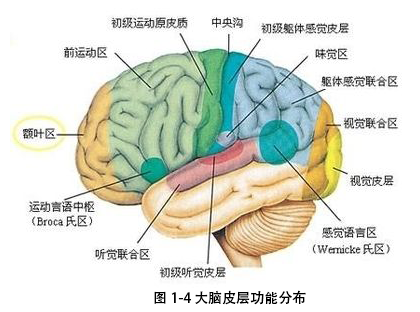 初级运动原皮质
中央沟
初级躯体感觉皮层
前运动区
味觉区
躯体感觉联合区
额叶区
视觉联合区
视觉皮层
运动言语中枢
（Broca 氏区）
感觉语言区
（Wernicke 氏区）
听觉联合区
初级听觉皮层
图 1-4 大脑皮层功能分布